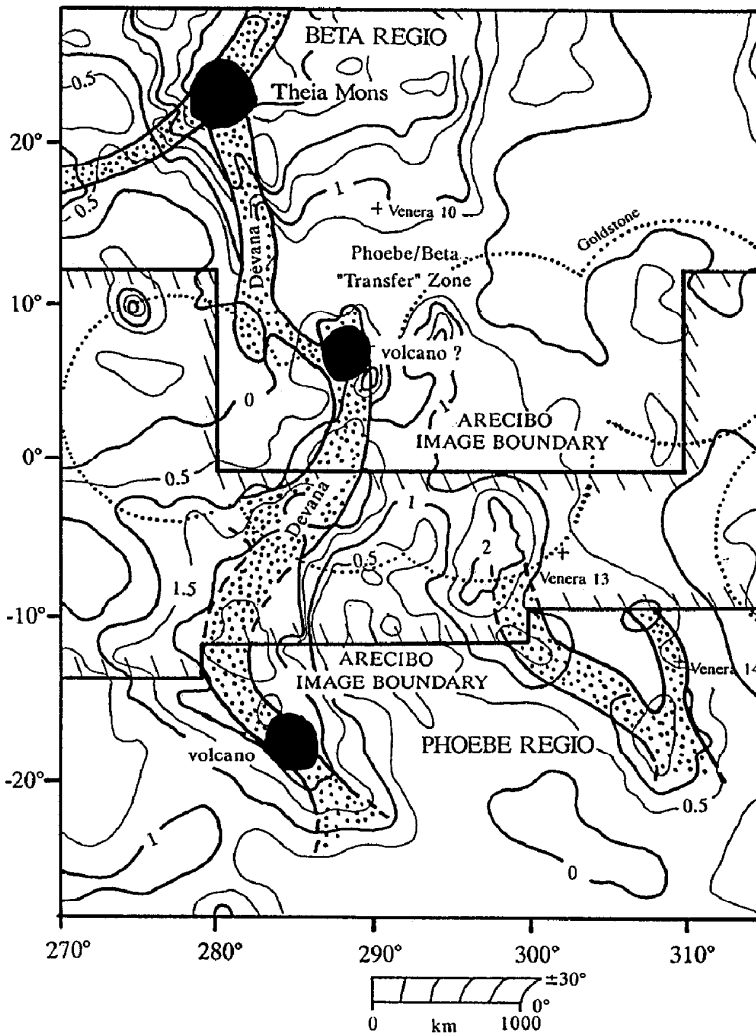 BETA REGIO
-0.5
Theia Mons
20°
1
-0.5
+ Venera 10
Goldstone
Devana
Phoebe/Beta
"Transfer" Zone
10°
volcano ?
0
1
ARECIBO
IMAGE BOUNDARY
0°
0.5
Devana
1
2
0.5
1.5
Venera 13
-10°
ARECIBO
IMAGE BOUNDARY
Venera 14
PHOEBE REGIO
volcano
-20°
0.5
1
0
270°
280°
290°
300°
310°
±30°
0°
0 km 1000